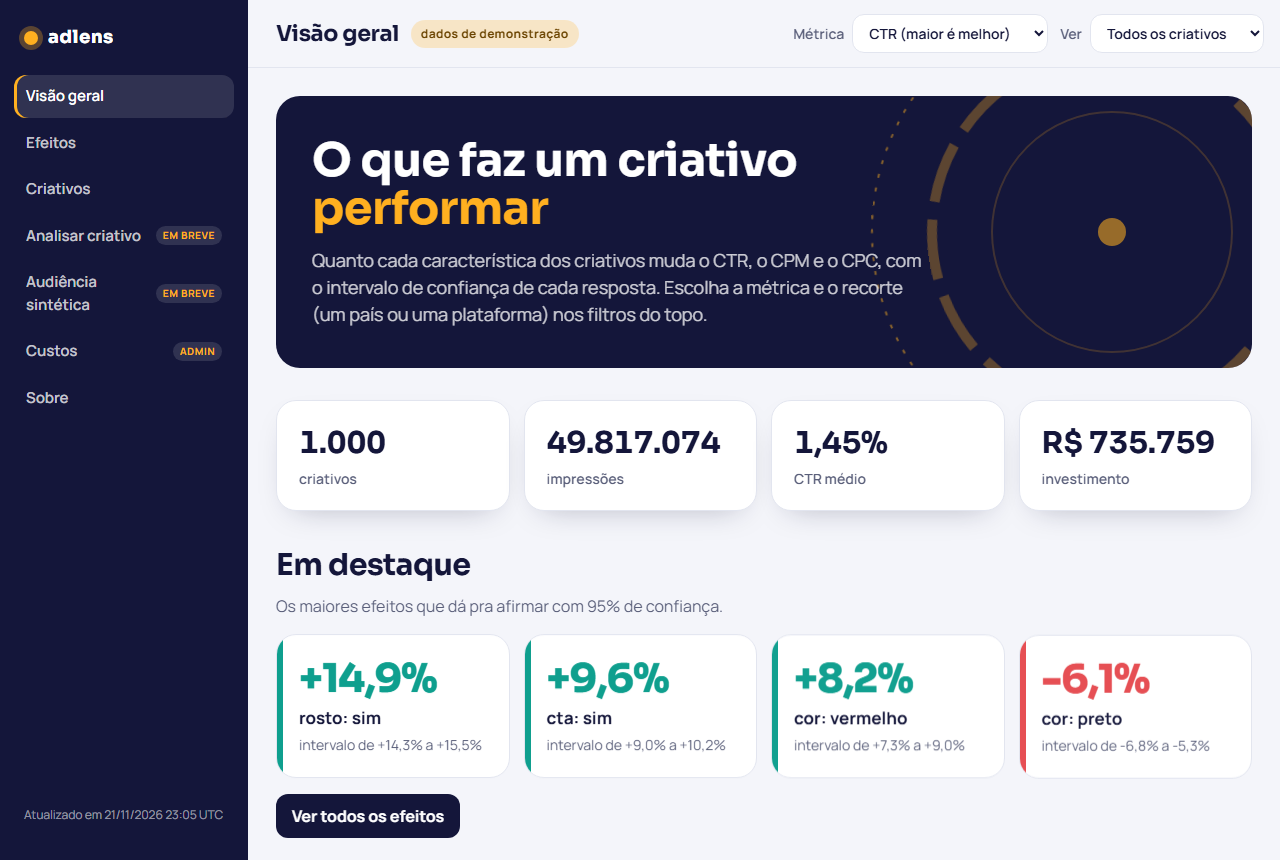 adlens
Visão geral
Efeitos
Criativos
Analisar criativo EM BREVE
Audiência
sintética EM BREVE
Custos ADMIN
Sobre
Atualizado em 21/11/2026 23:05 UTC
Visão geral dados de demonstração Métrica CTR (maior é melhor) Ver Todos os criativos
O que faz um criativo
performar
Quanto cada característica dos criativos muda o CTR, o CPM e o CPC, com
o intervalo de confiança de cada resposta. Escolha a métrica e o recorte
(um país ou uma plataforma) nos filtros do topo.
1.000
criativos
49.817.074
impressões
1,45%
CTR médio
R$ 735.759
investimento
Em destaque
Os maiores efeitos que dá pra afirmar com 95% de confiança.
+14,9%
rosto: sim
intervalo de +14,3% a +15,5%
+9,6%
cta: sim
intervalo de +9,0% a +10,2%
+8,2%
cor: vermelho
intervalo de +7,3% a +9,0%
-6,1%
cor: preto
intervalo de -6,8% a -5,3%
Ver todos os efeitos